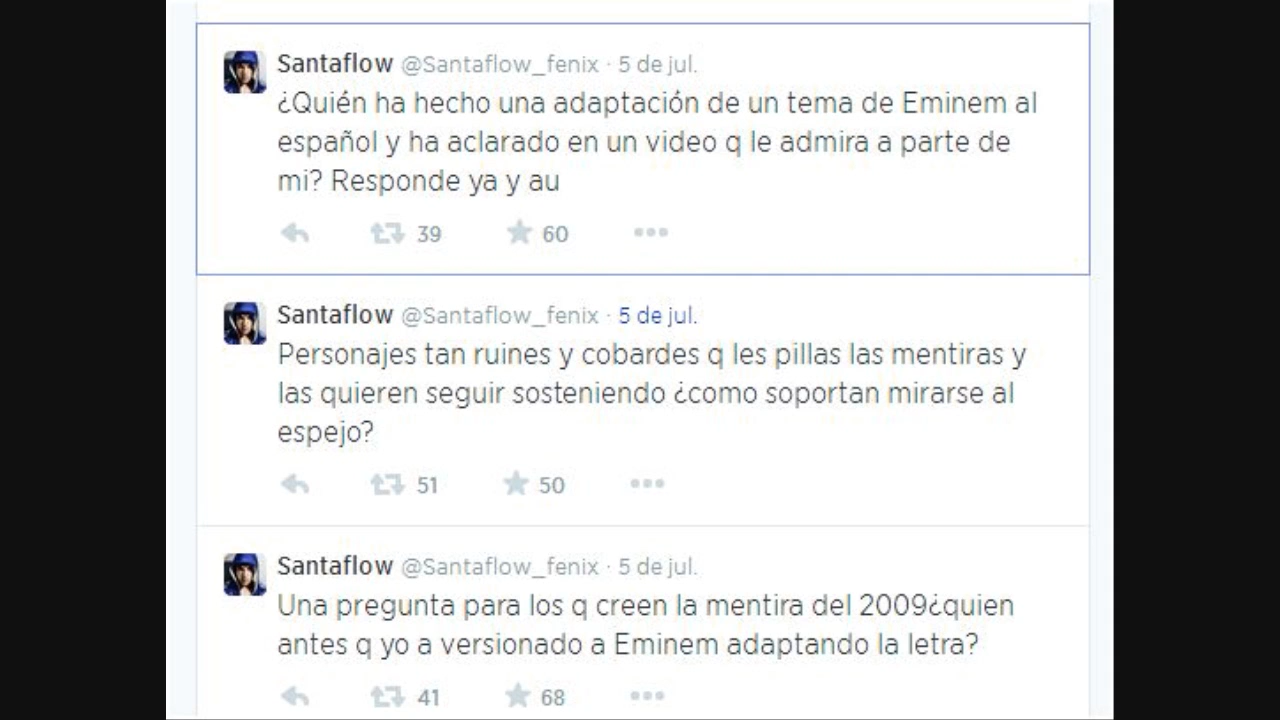 Santaflow @Santaflow_fenix · 5 de jul.
¿Quién ha hecho una adaptación de un tema de Eminem al
español y ha aclarado en un video q le admira a parte de
mi? Responde ya y au
39 60
Santaflow @Santaflow_fenix · 5 de jul.
Personajes tan ruines y cobardes q les pillas las mentiras y
las quieren seguir sosteniendo ¿como soportan mirarse al
espejo?
51 50
Santaflow @Santaflow_fenix · 5 de jul.
Una pregunta para los q creen la mentira del 2009¿quien
antes q yo a versionado a Eminem adaptando la letra?
41 68